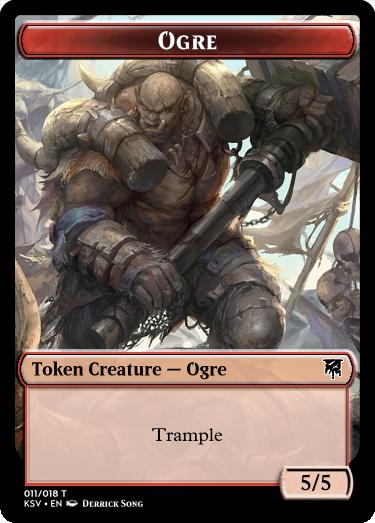 Ogre
Token Creature — Ogre
Trample
5/5
011/018 T
KSV • EN Derrick Song